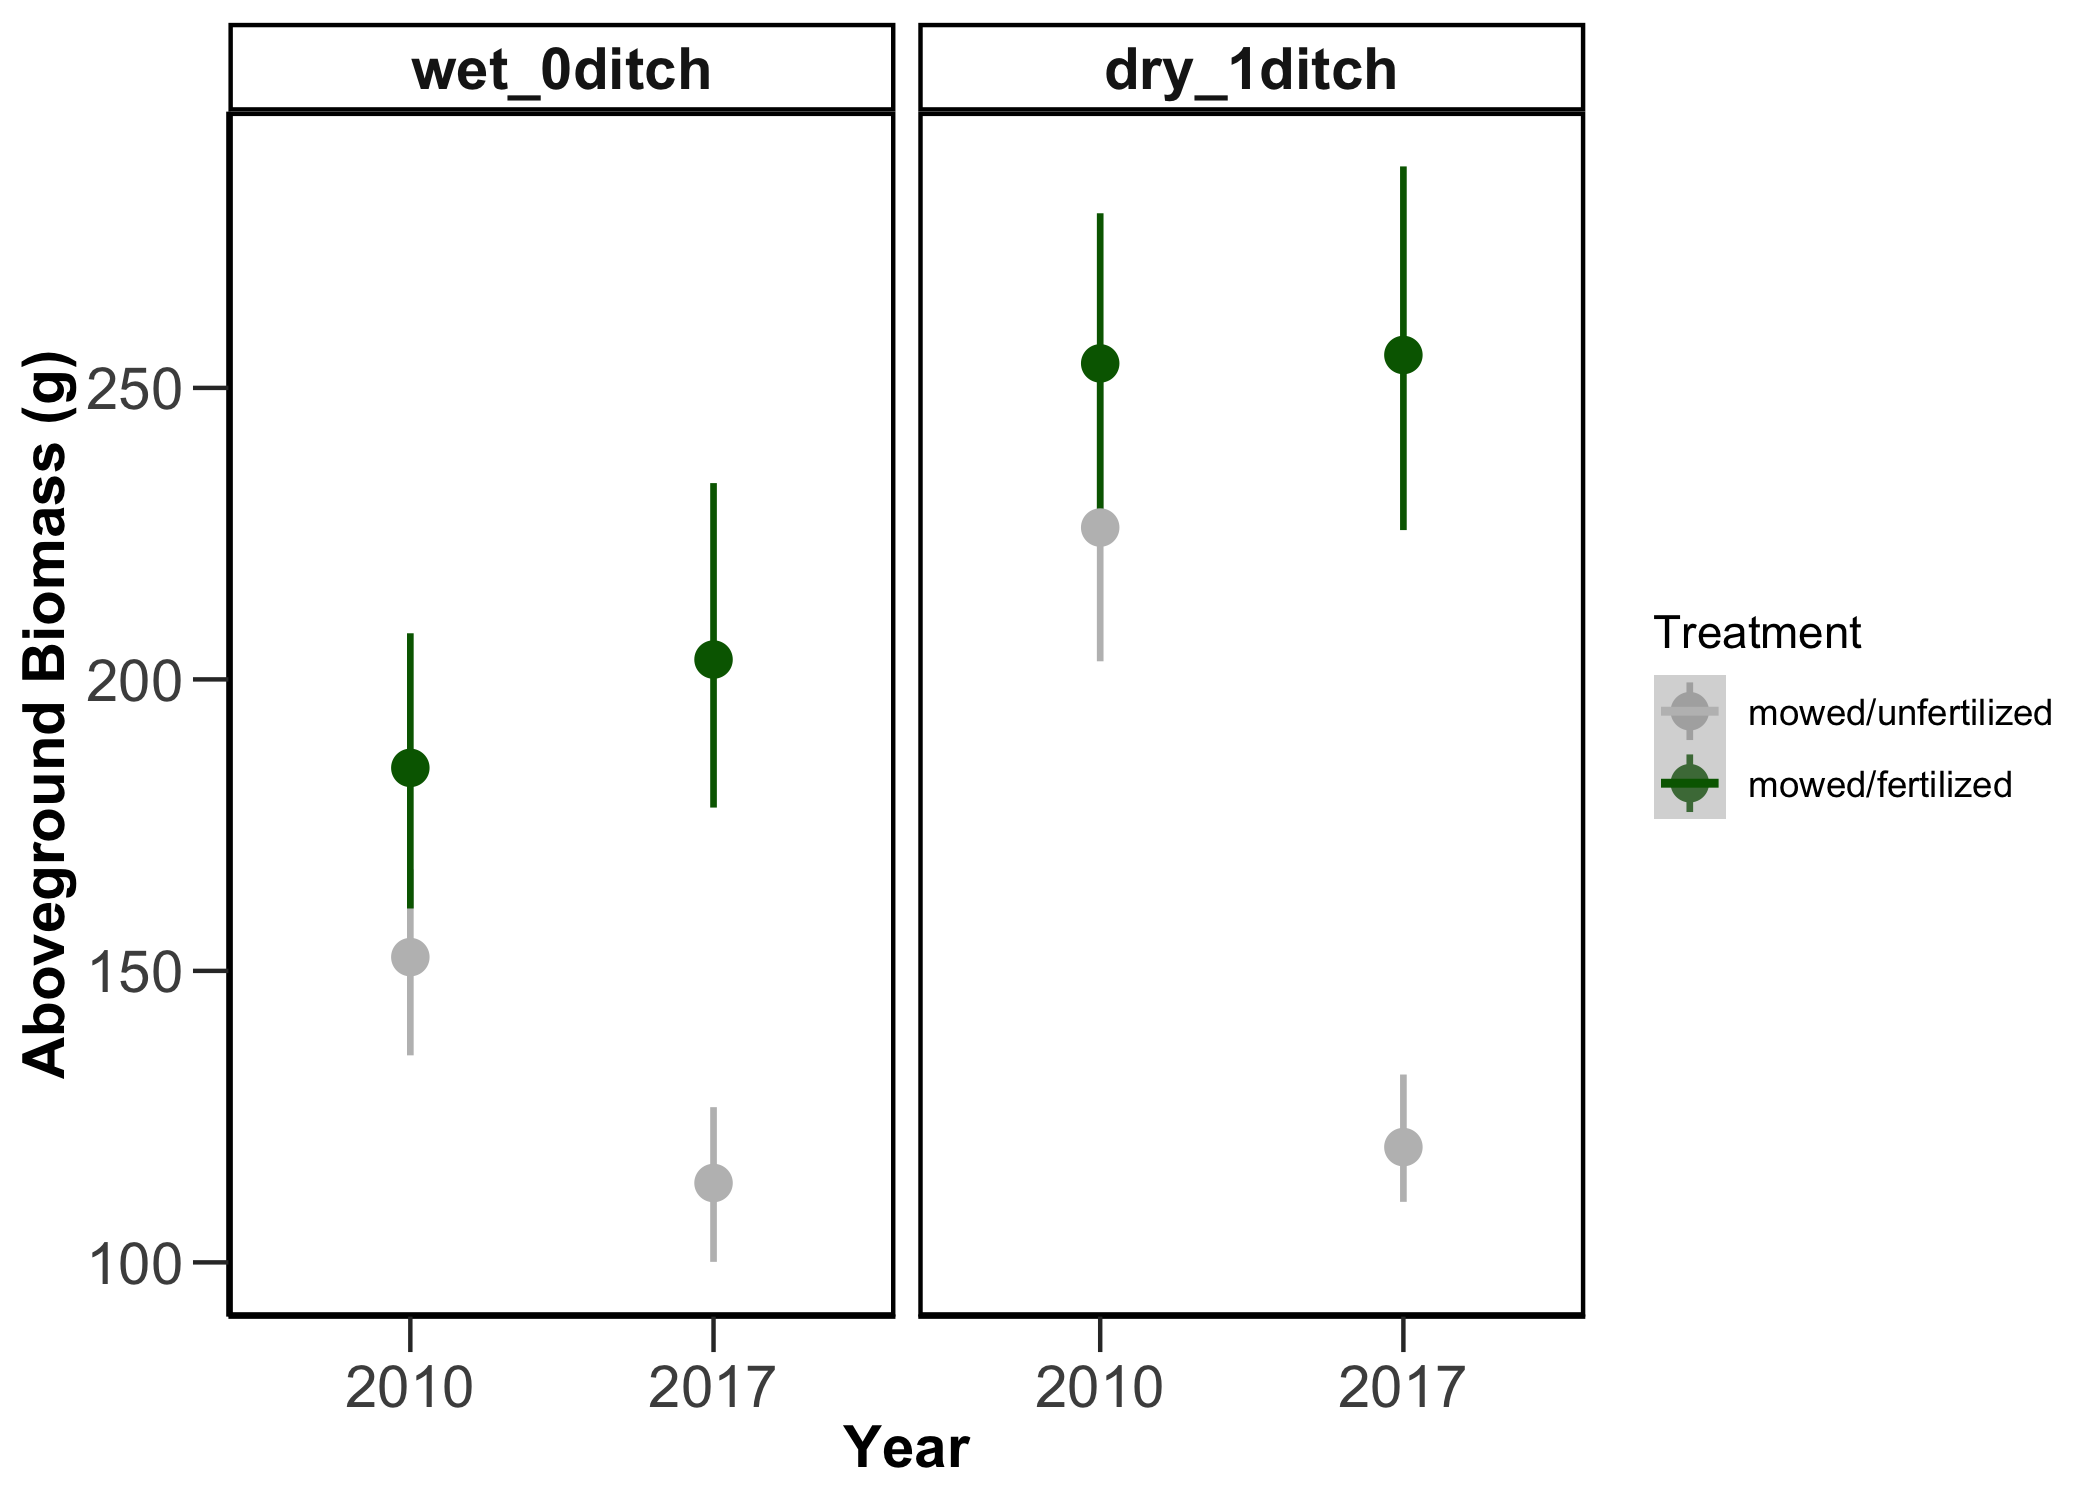 wet_0ditch
dry_1ditch
Aboveground Biomass (g)
250
200
150
100
2010
2017
2010
2017
Year
Treatment
mowed/unfertilized
mowed/fertilized